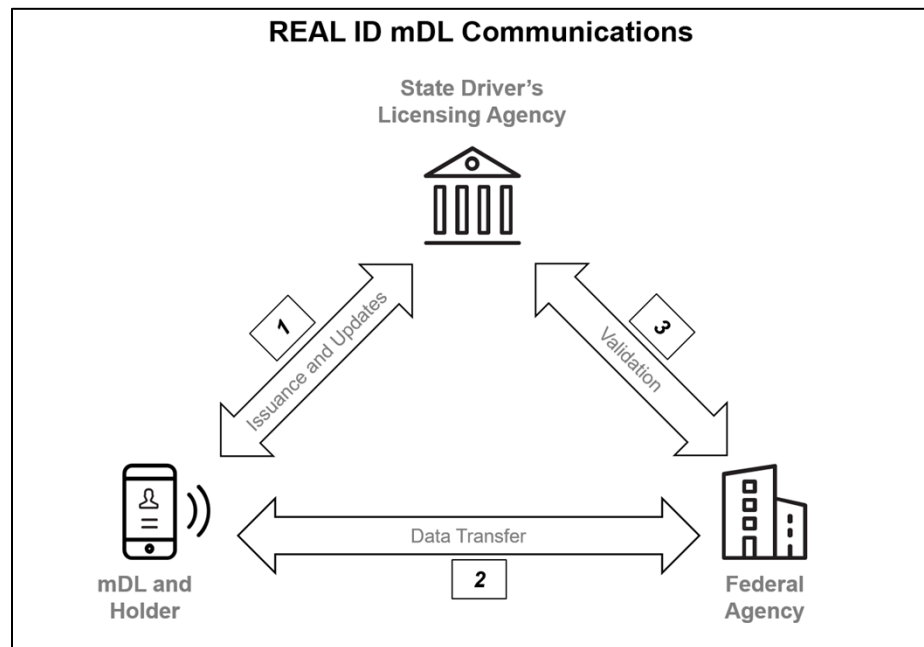 REAL ID mDL Communications
State Driver's
Licensing Agency
1
Issuance and Updates
3
Validation
Data Transfer
2
mDL and
Holder
Federal
Agency